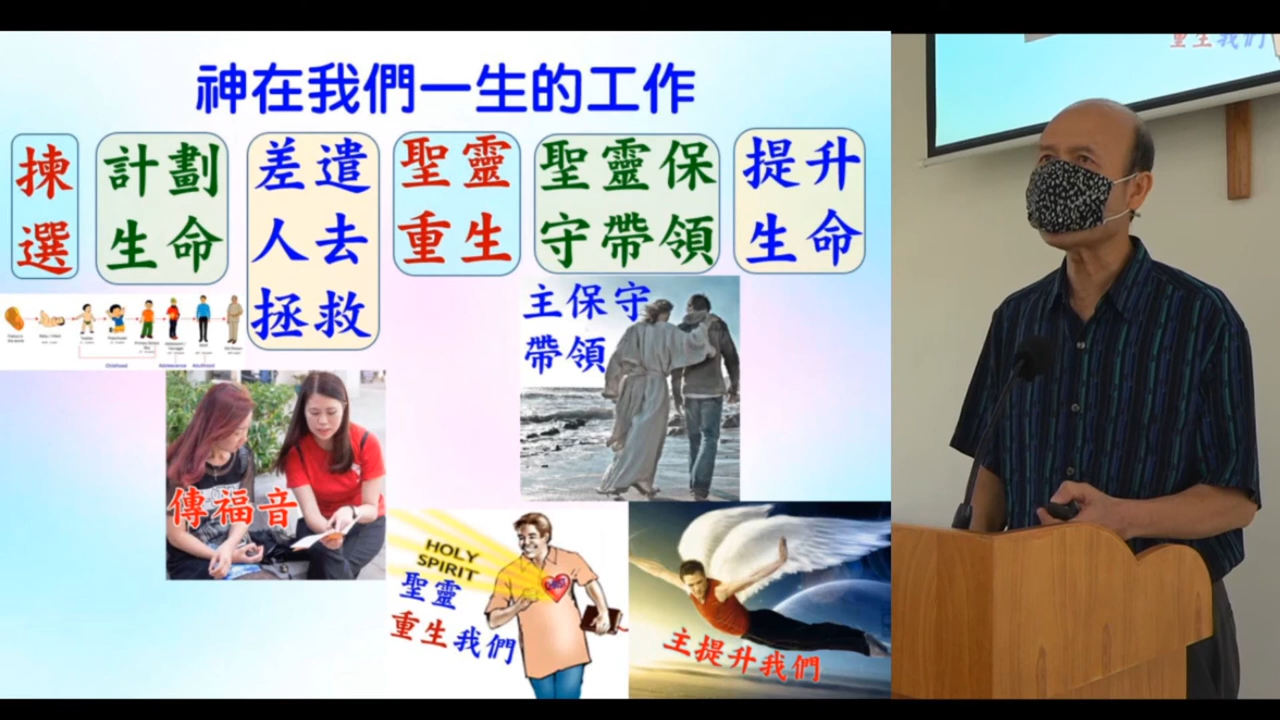 神在我們一生的工作
揀
選
計劃
生命
差遣
人去
拯救
聖靈
重生
聖靈保
守帶領
提升
生命
主保守
帶領
Childhood
Adolescence
Adulthood
傳福音
HOLY
SPIRIT
聖靈
重生我們
主提升我們
重生我們